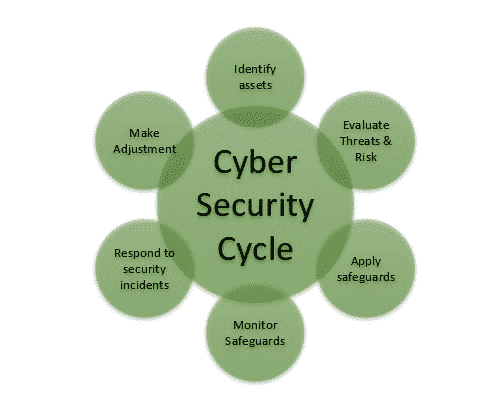 Identify
assets
Evaluate
Threats &
Risk
Apply
safeguards
Monitor
Safeguards
Respond to
security
incidents
Make
Adjustment
Cyber
Security
Cycle